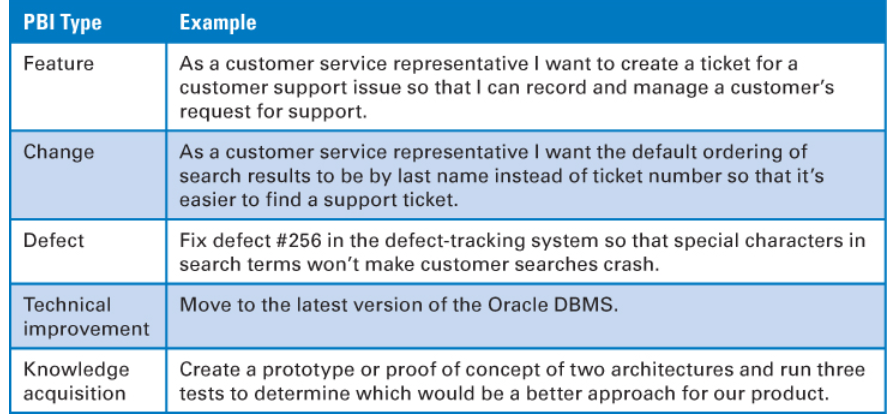 PBI Type Example
Feature As a customer service representative I want to create a ticket for a
customer support issue so that I can record and manage a customer’s
request for support.
Change As a customer service representative I want the default ordering of
search results to be by last name instead of ticket number so that it’s
easier to find a support ticket.
Defect Fix defect #256 in the defect-tracking system so that special characters in
search terms won’t make customer searches crash.
Technical Move to the latest version of the Oracle DBMS.
improvement
Knowledge Create a prototype or proof of concept of two architectures and run three
acquisition tests to determine which would be a better approach for our product.